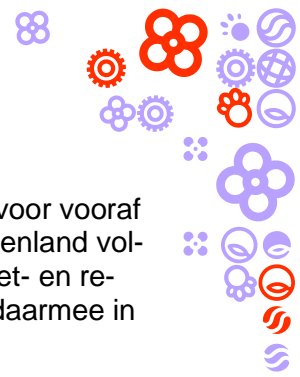 voor vooraf
enland vol-
et- en re-
daarmee in